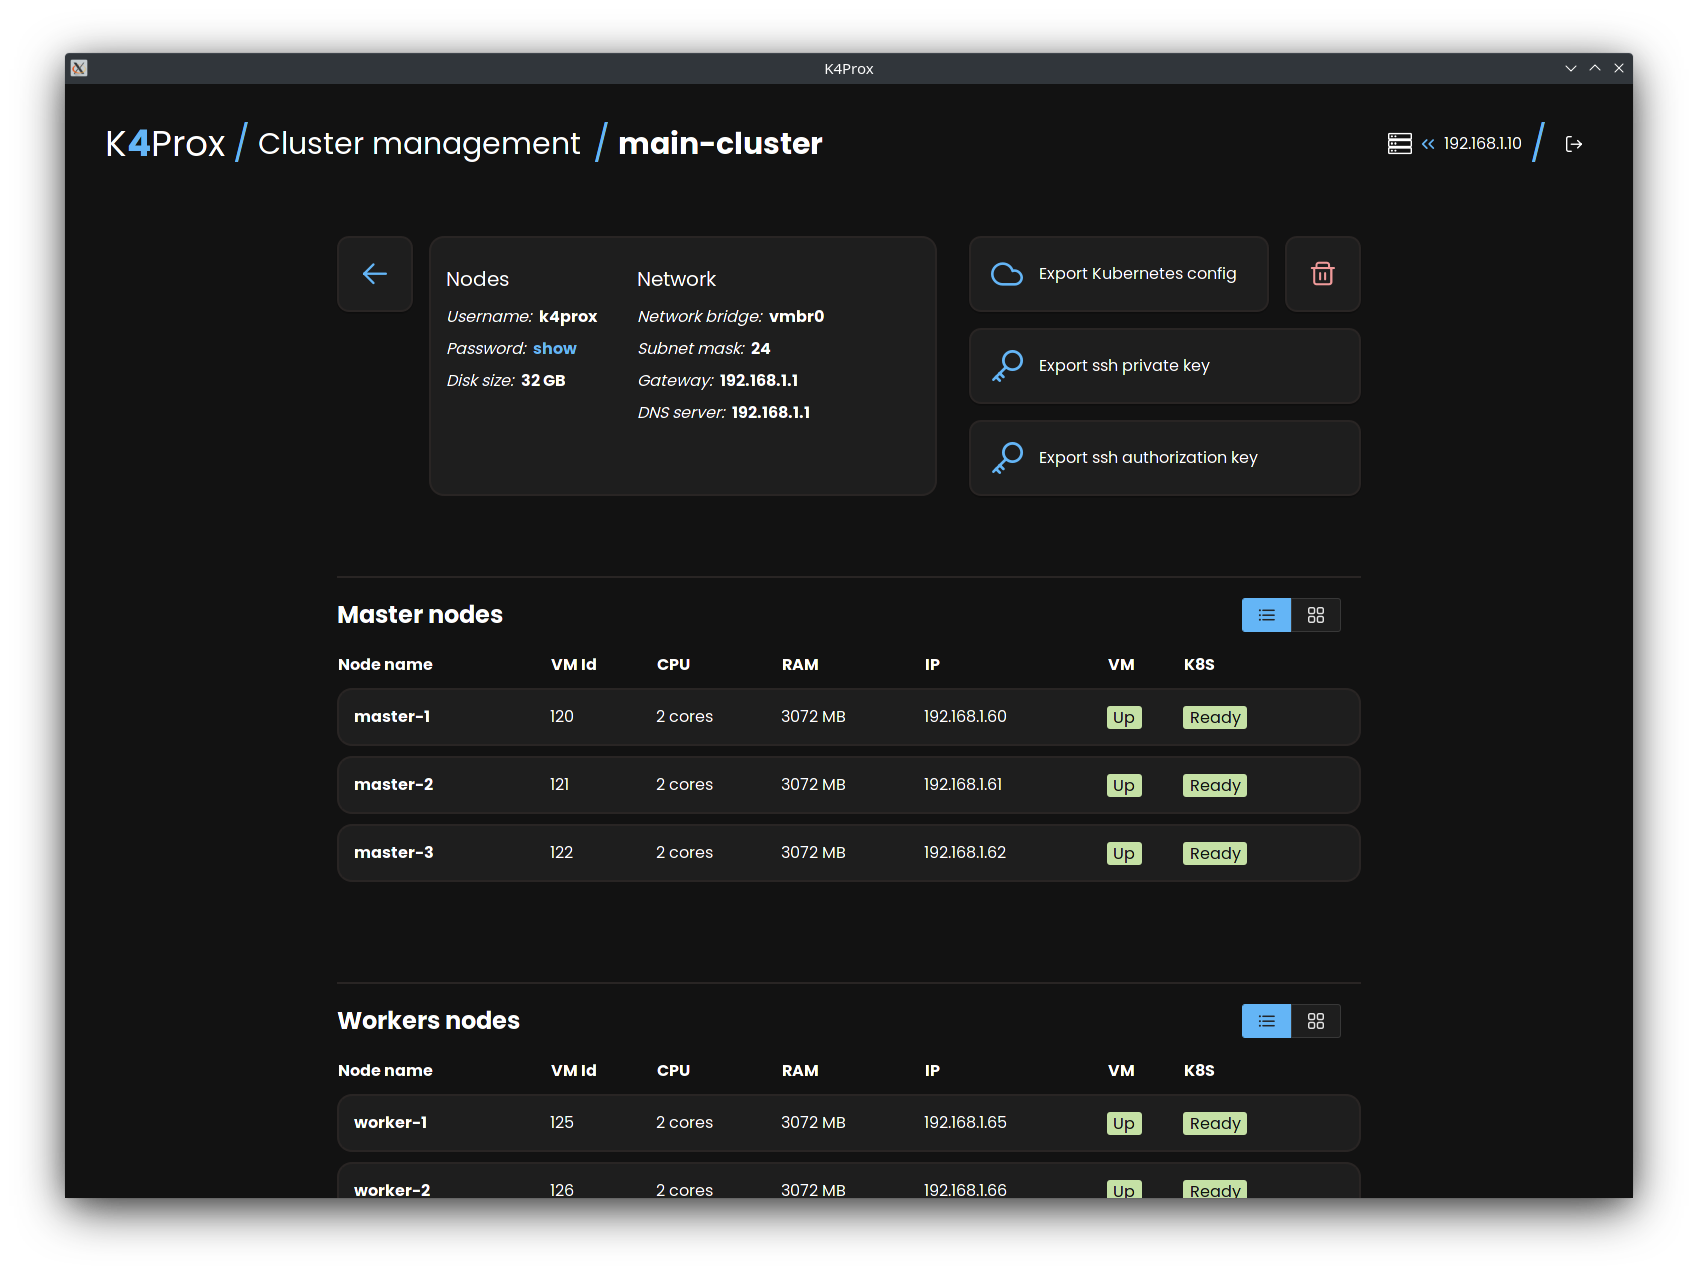 K4Prox
K4Prox / Cluster management / main-cluster
« 192.168.1.10 /
Nodes
Username: k4prox
Password: show
Disk size: 32 GB
Network
Network bridge: vmbr0
Subnet mask: 24
Gateway: 192.168.1.1
DNS server: 192.168.1.1
Export Kubernetes config
Export ssh private key
Export ssh authorization key
Master nodes
Node name VM Id CPU RAM IP VM K8S
master-1 120 2 cores 3072 MB 192.168.1.60 Up Ready
master-2 121 2 cores 3072 MB 192.168.1.61 Up Ready
master-3 122 2 cores 3072 MB 192.168.1.62 Up Ready
Workers nodes
Node name VM Id CPU RAM IP VM K8S
worker-1 125 2 cores 3072 MB 192.168.1.65 Up Ready
worker-2 126 2 cores 3072 MB 192.168.1.66 Up Ready